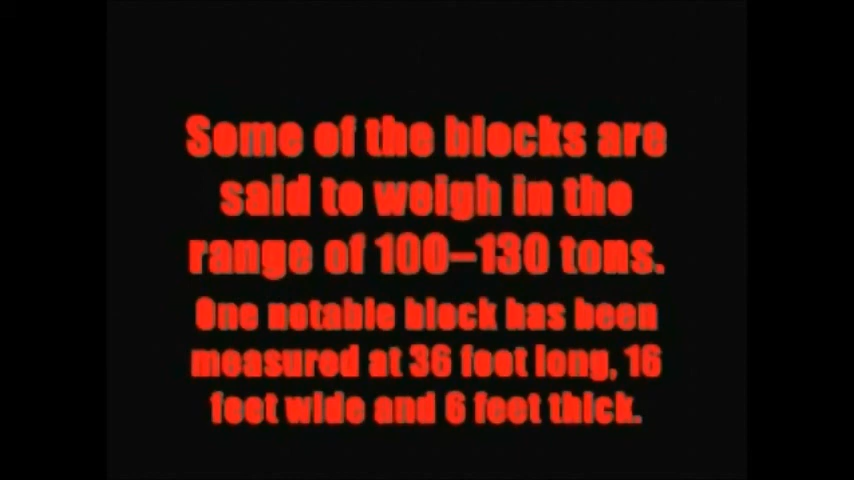 Some of the blocks are
said to weigh in the
range of 100–130 tons.
One notable block has been
measured at 36 feet long, 16
feet wide and 6 feet thick.